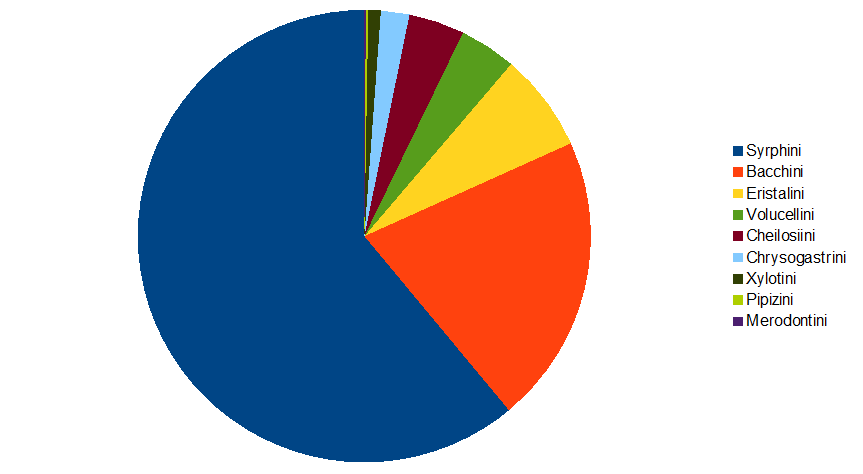 Syrphini
Bacchini
Eristalini
Volucellini
Cheilosiini
Chrysogastrini
Xylotini
Pipizini
Merodontini